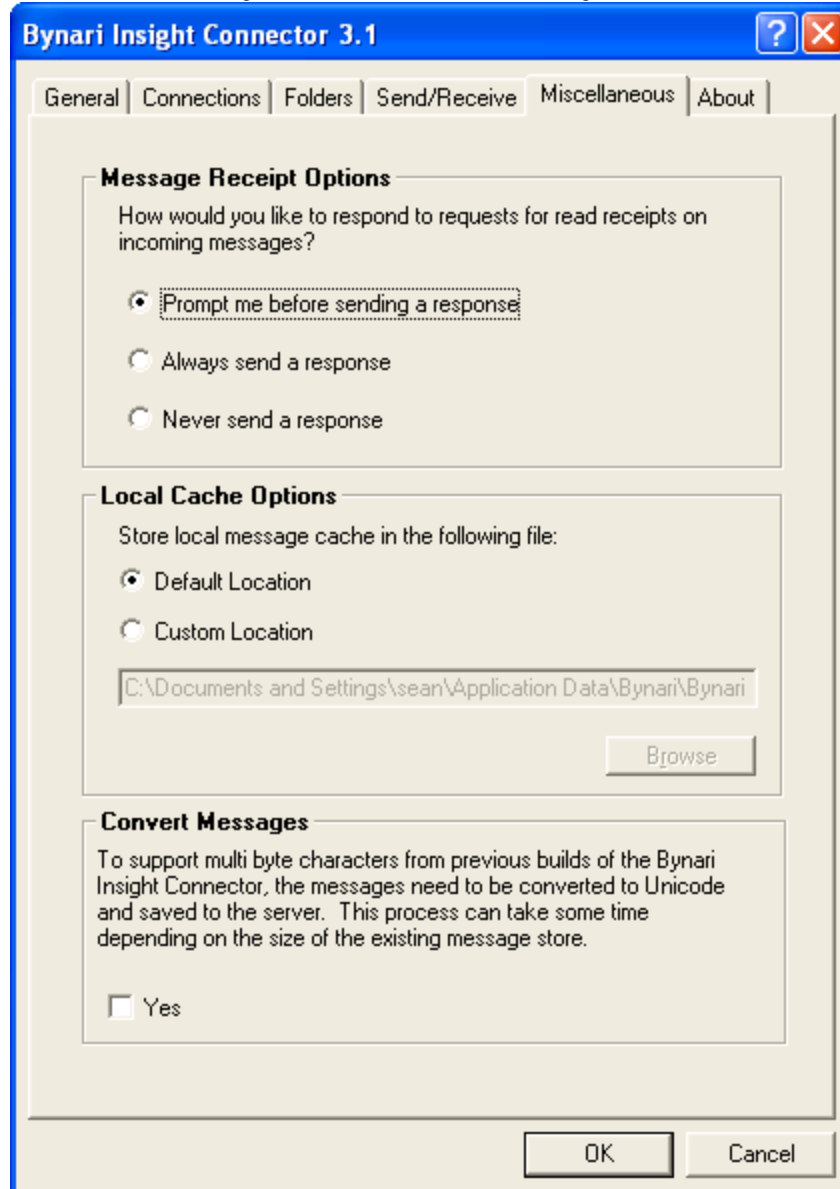 Bynari Insight Connector 3.1
General Connections Folders Send/Receive Miscellaneous About
Message Receipt Options
How would you like to respond to requests for read receipts on
incoming messages?
Prompt me before sending a response
Always send a response
Never send a response
Local Cache Options
Store local message cache in the following file:
Default Location
Custom Location
C:\Documents and Settings\sean\Application Data\Bynari\Bynari
Browse
Convert Messages
To support multi byte characters from previous builds of the Bynari
Insight Connector, the messages need to be converted to Unicode
and saved to the server. This process can take some time
depending on the size of the existing message store.
Yes
OK Cancel